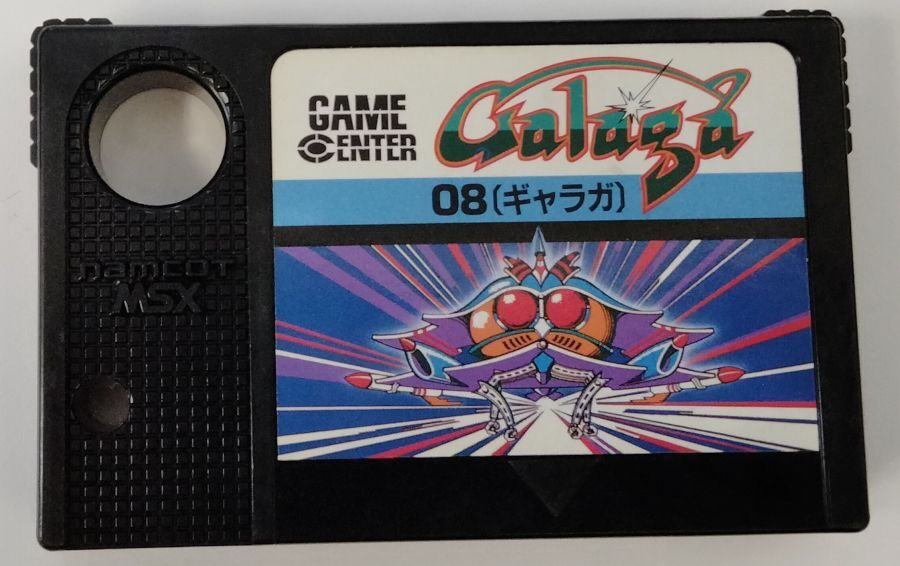 GAME
CENTER
Galaga
08(ギャラガ)
namcot
MSX